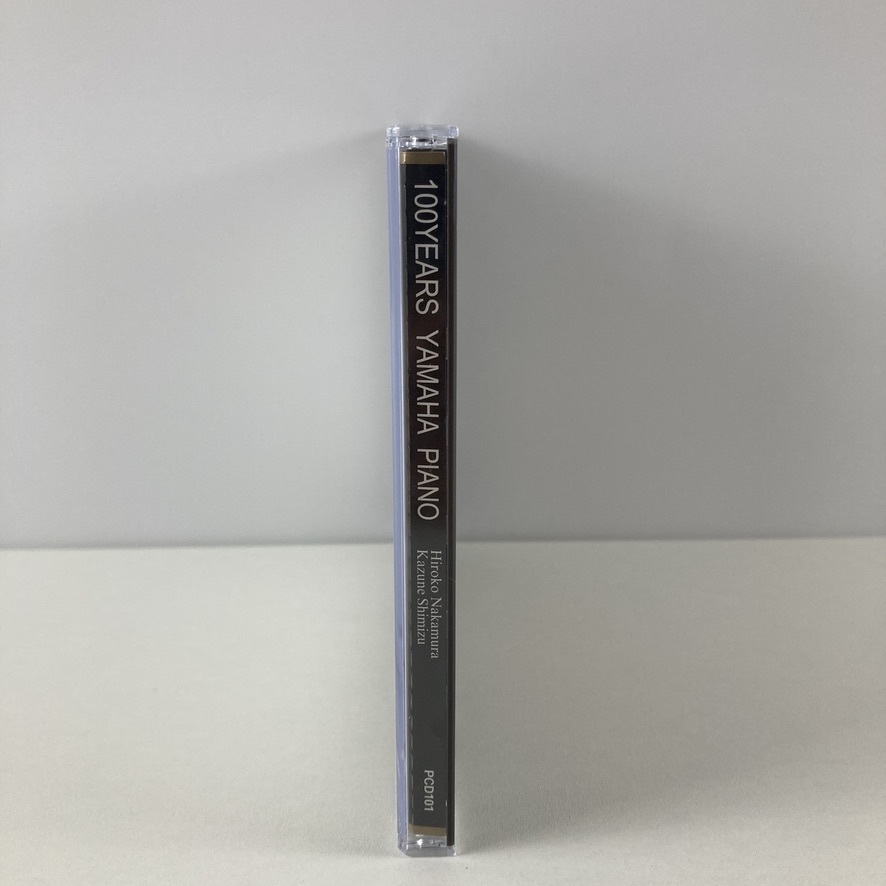 100YEARS YAMAHA PIANO
Hiroko Nakamura
Kazune Shimizu
PCD101